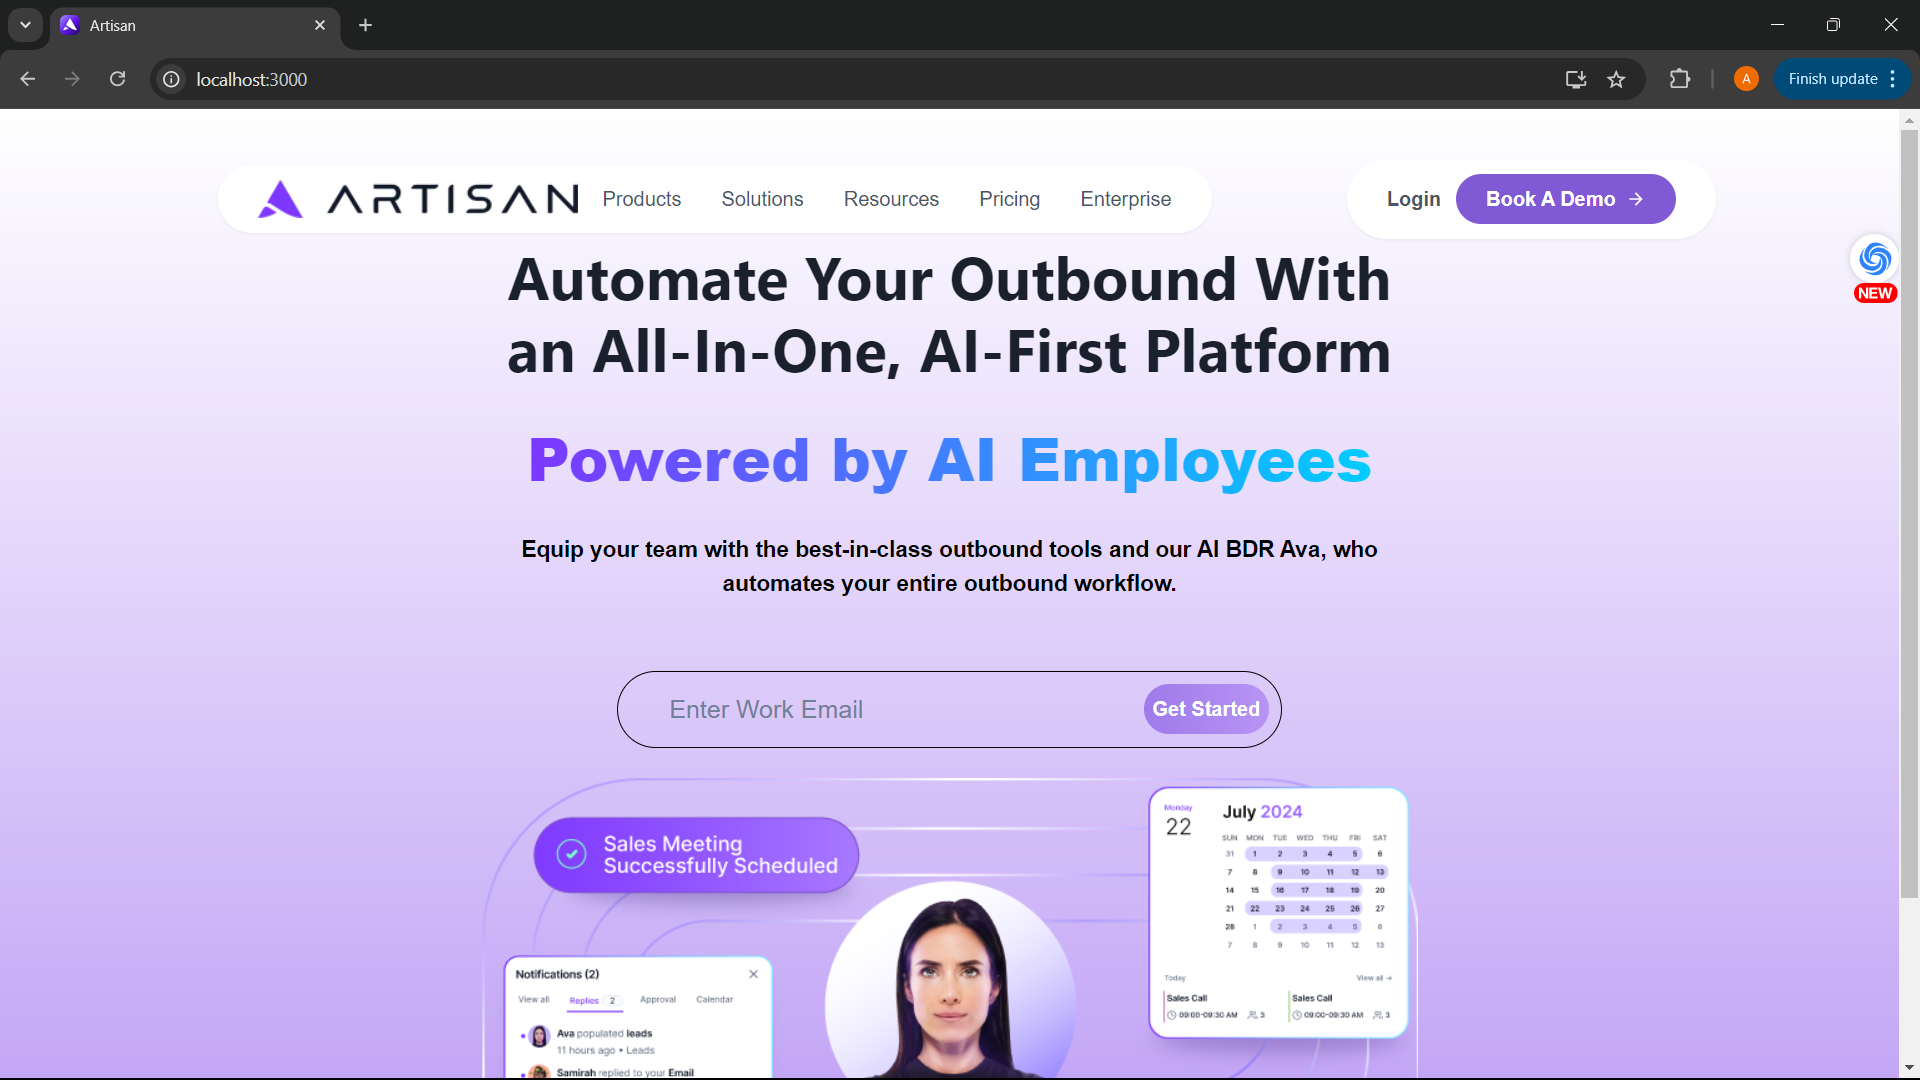 Artisan
localhost:3000
A
Finish update
ARTISAN
Products
Solutions
Resources
Pricing
Enterprise
Login
Book A Demo →
NEW
Automate Your Outbound With
an All-In-One, AI-First Platform
Powered by AI Employees
Equip your team with the best-in-class outbound tools and our AI BDR Ava, who
automates your entire outbound workflow.
Enter Work Email
Get Started
Sales Meeting
Successfully Scheduled
Monday
22
July 2024
SUN MON TUE WED THU FRI SAT
31 1 2 3 4 5 6
7 8 9 10 11 12 13
14 15 16 17 18 19 20
21 22 23 24 25 26 27
28 1 2 3 4 5 6
7 8 9 10 11 12 13
Today
View all →
Sales Call
09:00-09:30 AM 3
Sales Call
09:00-09:30 AM 3
Notifications (2)
View all
Replies 2
Approval
Calendar
Ava populated leads
11 hours ago • Leads
Samirah replied to your Email